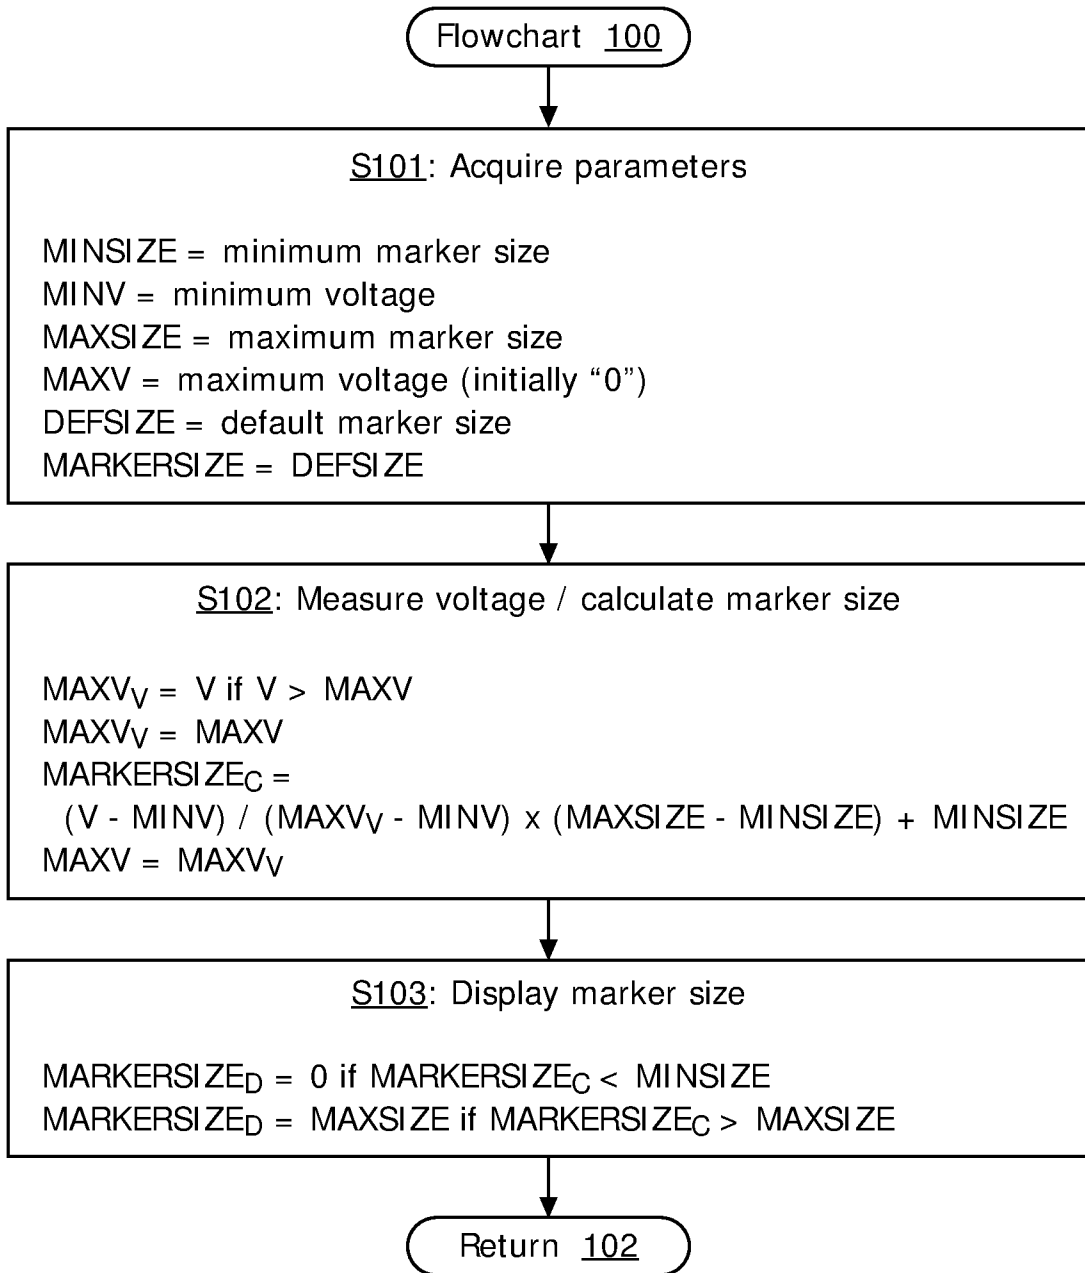 Flowchart 100
S101: Acquire parameters
MINSIZE = minimum marker size
MINV = minimum voltage
MAXSIZE = maximum marker size
MAXV = maximum voltage (initially “0”)
DEFSIZE = default marker size
MARKERSIZE = DEFSIZE
S102: Measure voltage / calculate marker size
MAXVV = V if V > MAXV
MAXVV = MAXV
MARKERSIZEC =
(V - MINV) / (MAXVV - MINV) x (MAXSIZE - MINSIZE) + MINSIZE
MAXV = MAXVV
S103: Display marker size
MARKERSIZED = 0 if MARKERSIZEC < MINSIZE
MARKERSIZED = MAXSIZE if MARKERSIZEC > MAXSIZE
Return 102